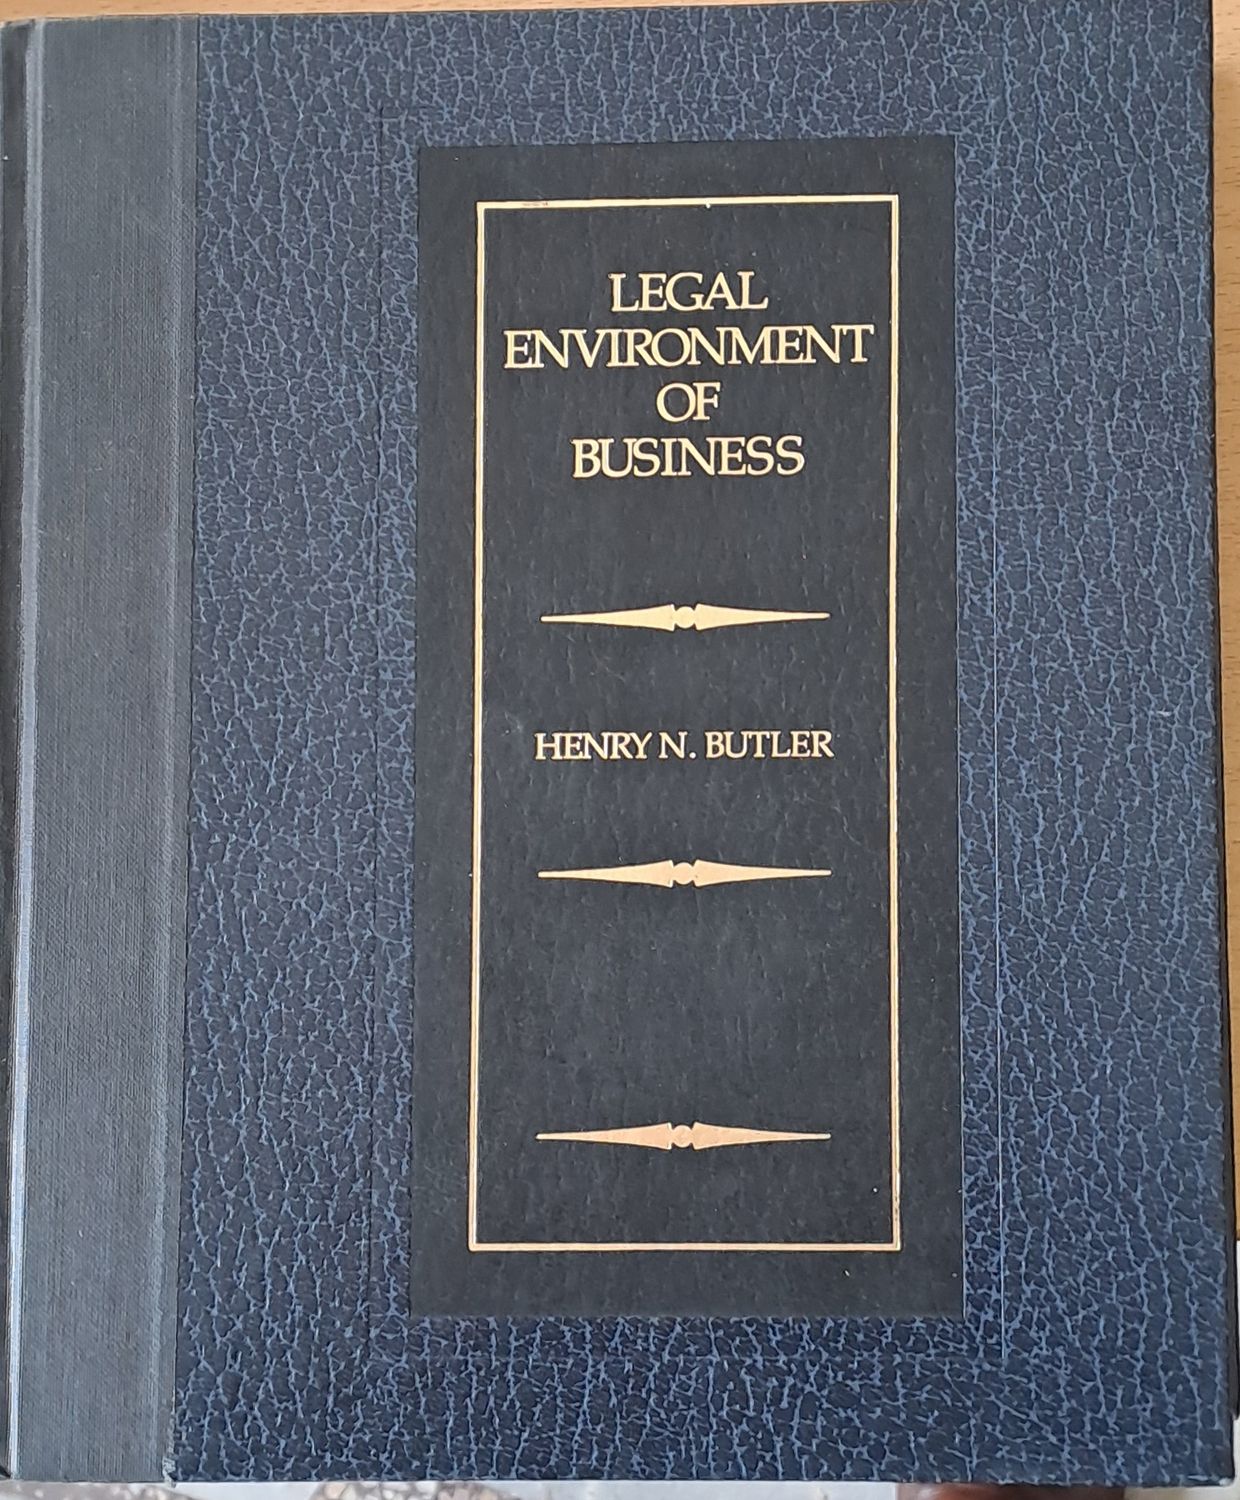 LEGAL
ENVIRONMENT
OF
BUSINESS
HENRY N. BUTLER